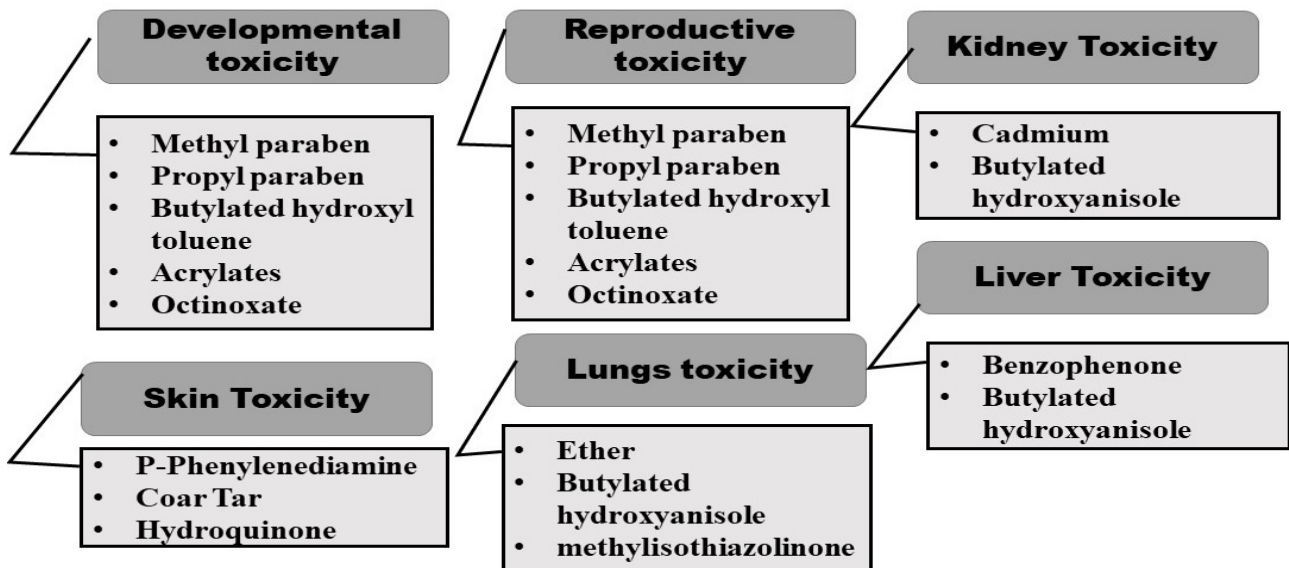 Developmental
toxicity
• Methyl paraben
• Propyl paraben
• Butylated hydroxyl
toluene
• Acrylates
• Octinoxate
Reproductive
toxicity
• Methyl paraben
• Propyl paraben
• Butylated hydroxyl
toluene
• Acrylates
• Octinoxate
Kidney Toxicity
• Cadmium
• Butylated
hydroxyanisole
Skin Toxicity
• P-Phenylenediamine
• Coar Tar
• Hydroquinone
Lungs toxicity
• Ether
• Butylated
hydroxyanisole
• methylisothiazolinone
Liver Toxicity
• Benzophenone
• Butylated
hydroxyanisole